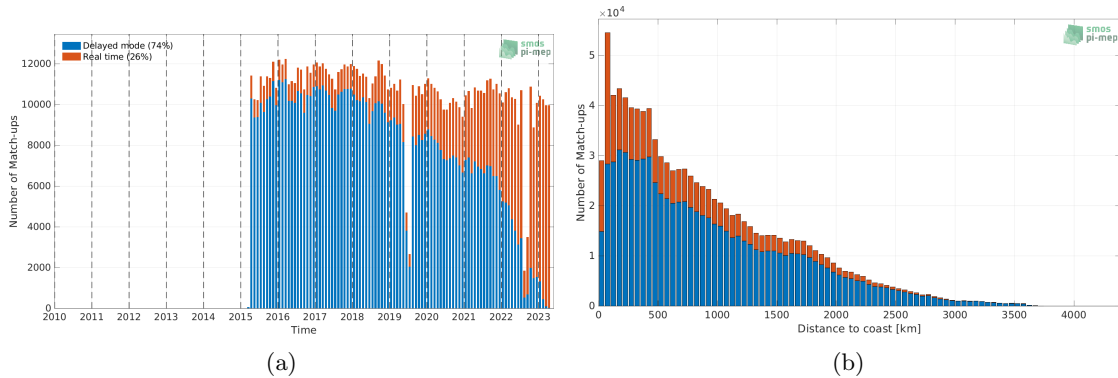 Delayed mode (74%)
Real time (26%)
smos
pi-mep
Number of Match-ups
12000
10000
8000
6000
4000
2000
0
2010 2011 2012 2013 2014 2015 2016 2017 2018 2019 2020 2021 2022 2023
Time
(a)
×10⁴
smos
pi-mep
Number of Match-ups
5
4
3
2
1
0
0 500 1000 1500 2000 2500 3000 3500 4000
Distance to coast [km]
(b)